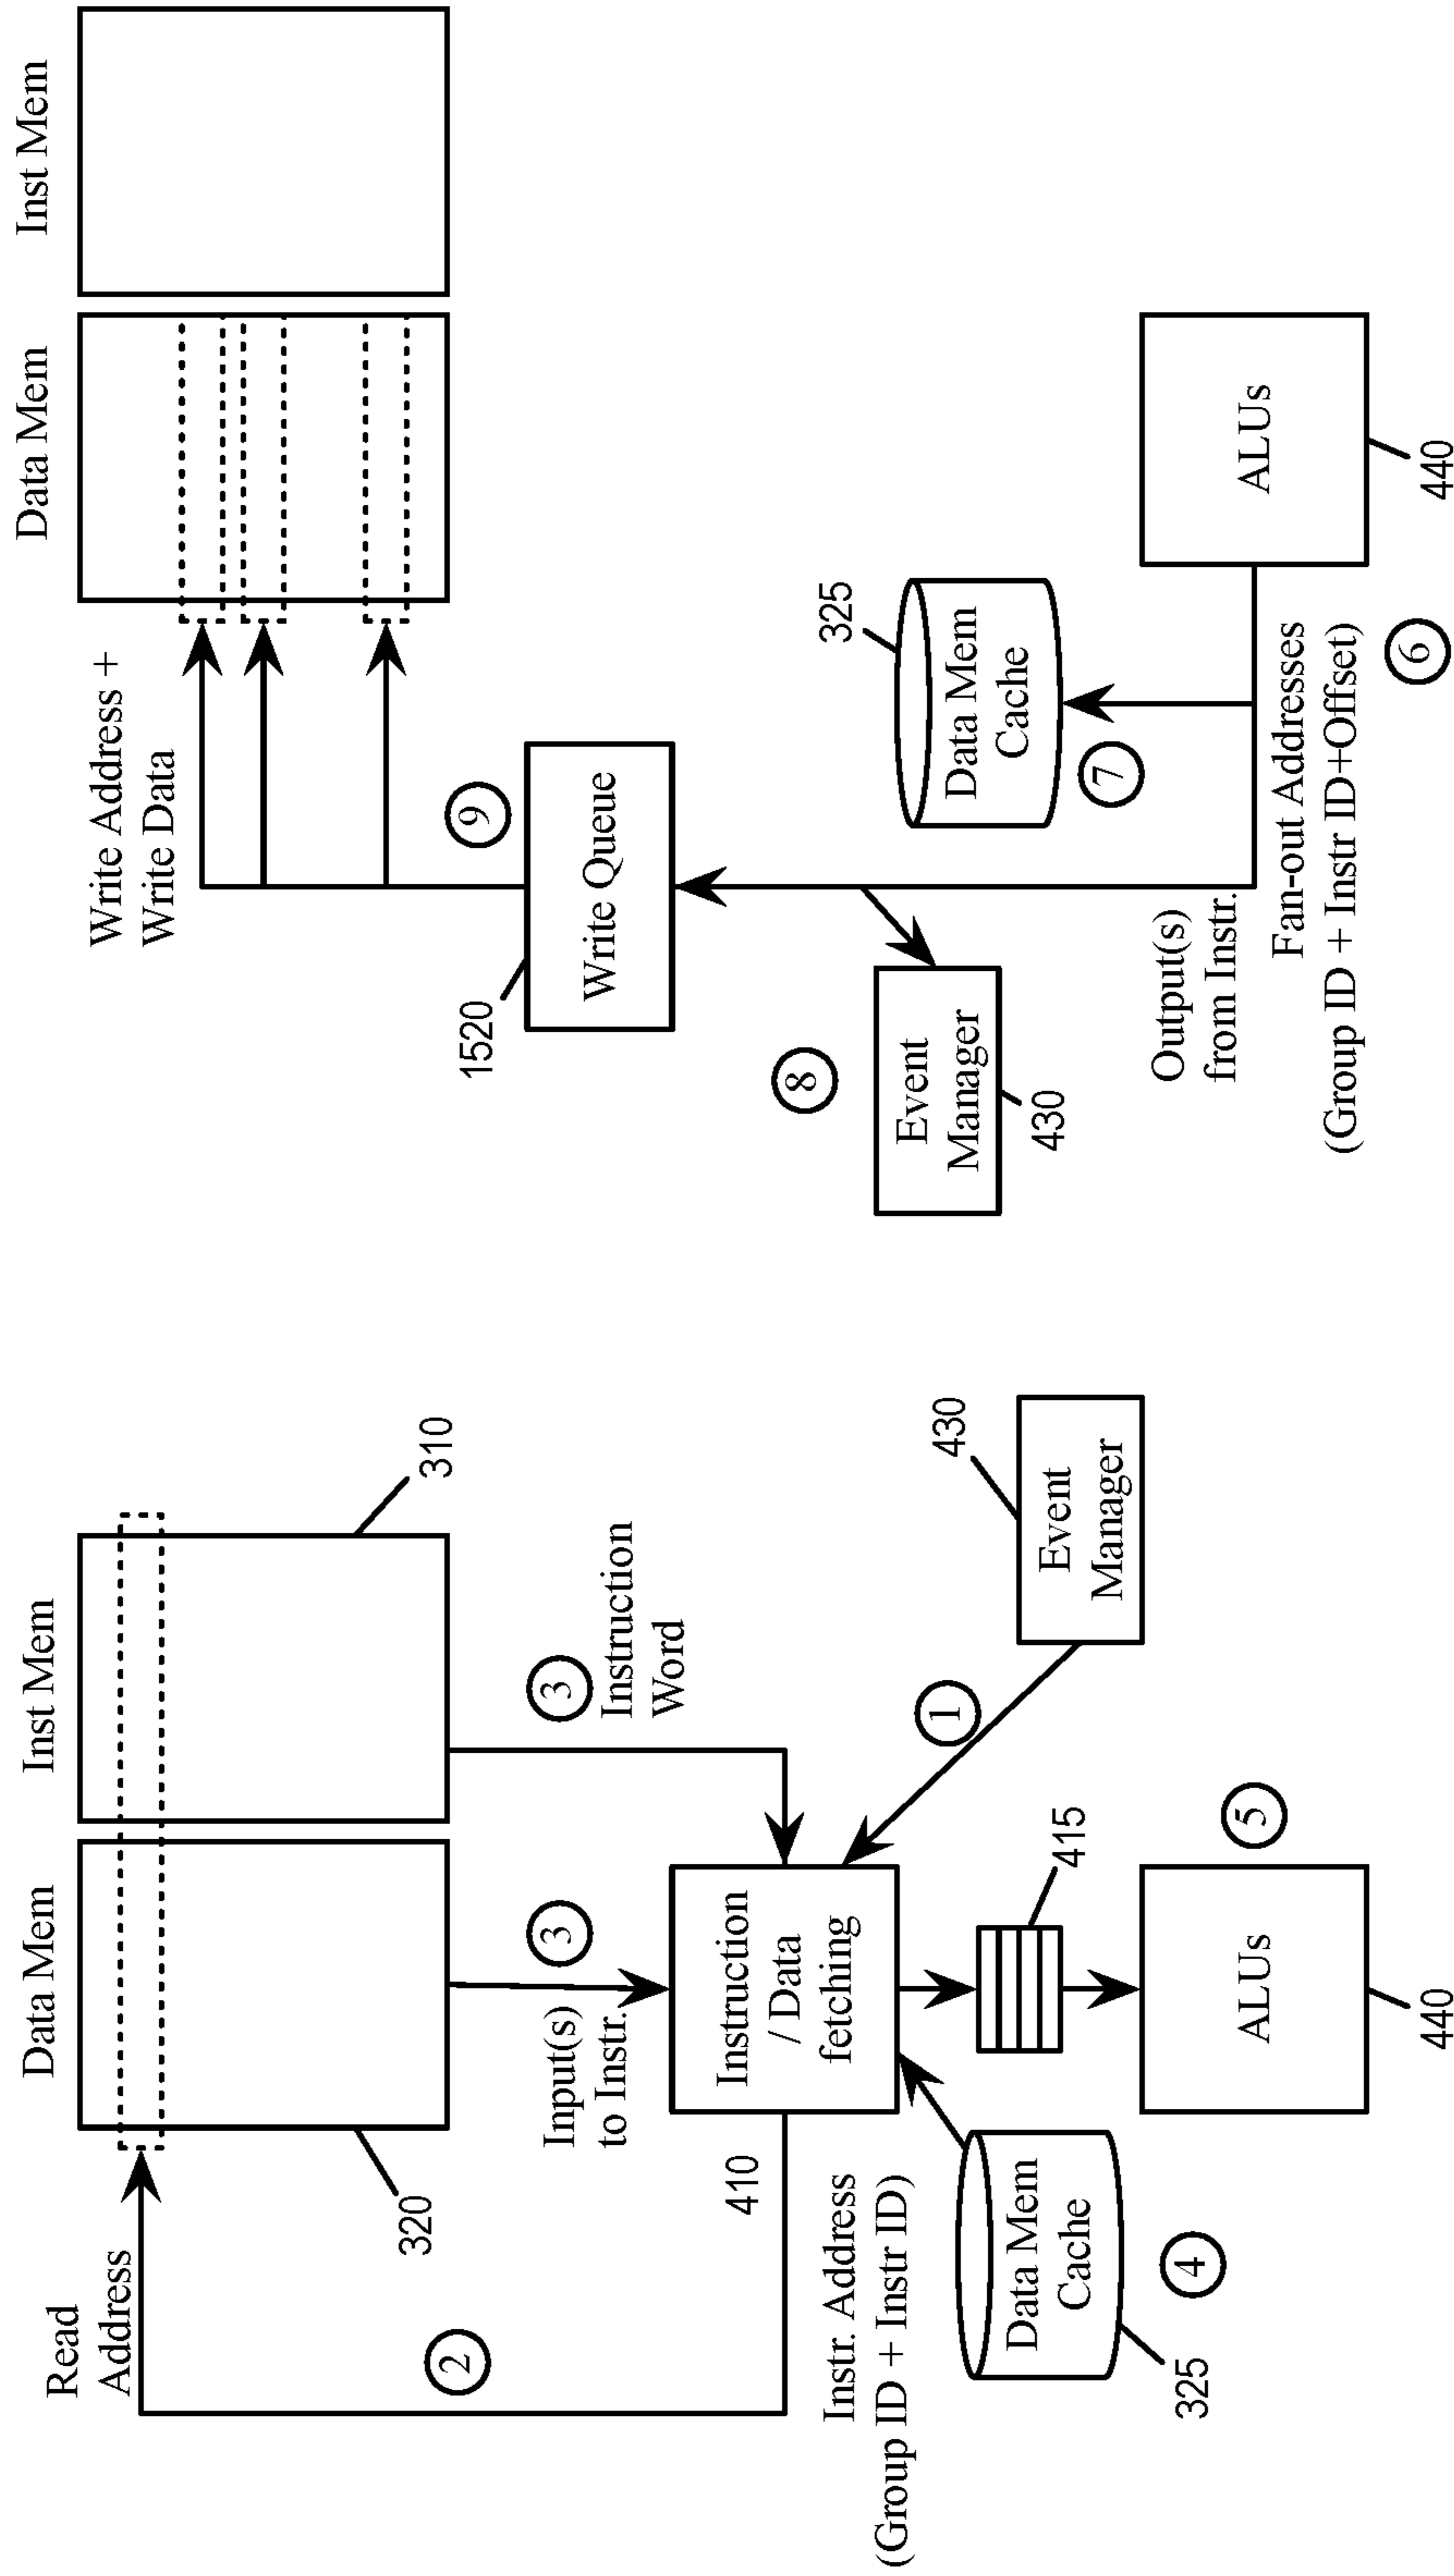 Read
Address
Data Mem
Inst Mem
320
310
2
Input(s)
to Instr.
3
3
Instruction
Word
410
Instruction
/ Data
fetching
1
430
Event
Manager
Instr. Address
(Group ID + Instr ID)
Data Mem
Cache
325
4
415
5
ALUs
440
Data Mem
Inst Mem
Write Address +
Write Data
9
1520
Write Queue
8
Event
Manager
430
325
Data Mem
Cache
7
Output(s)
from Instr.
Fan-out Addresses
(Group ID + Instr ID+Offset)
6
ALUs
440